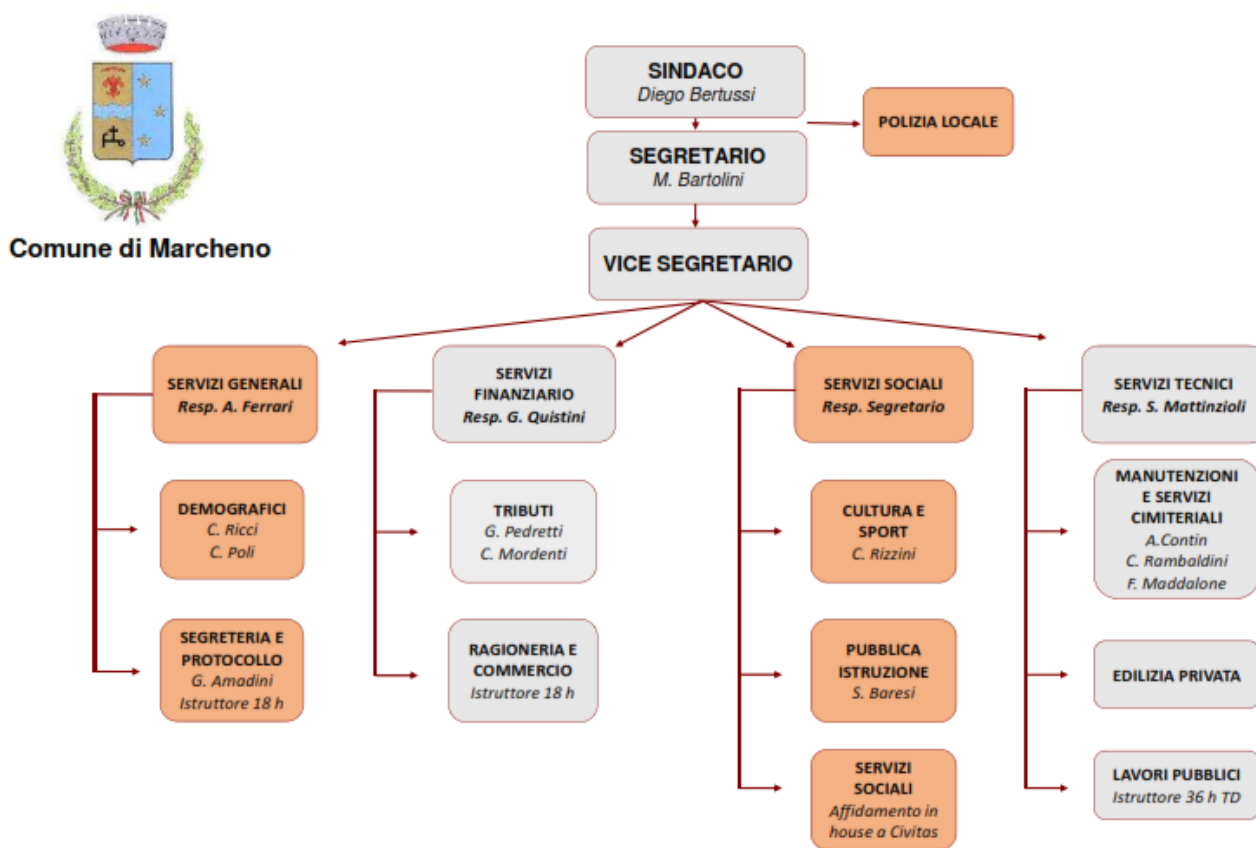 Comune di Marcheno
SINDACO
Diego Bertussi
POLIZIA LOCALE
SEGRETARIO
M. Bartolini
VICE SEGRETARIO
SERVIZI GENERALI
Resp. A. Ferrari
DEMOGRAFICI
C. Ricci
C. Poli
SEGRETERIA E
PROTOCOLLO
G. Amadini
Istruttore 18 h
SERVIZI
FINANZIARIO
Resp. G. Quistini
TRIBUTI
G. Pedretti
C. Mordenti
RAGIONERIA E
COMMERCIO
Istruttore 18 h
SERVIZI SOCIALI
Resp. Segretario
CULTURA E
SPORT
C. Rizzini
PUBBLICA
ISTRUZIONE
S. Baresi
SERVIZI
SOCIALI
Affidamento in
house a Civitas
SERVIZI TECNICI
Resp. S. Mattinzioli
MANUTENZIONI
E SERVIZI
CIMITERIALI
A.Contin
C. Rambaldini
F. Maddalone
EDILIZIA PRIVATA
LAVORI PUBBLICI
Istruttore 36 h TD